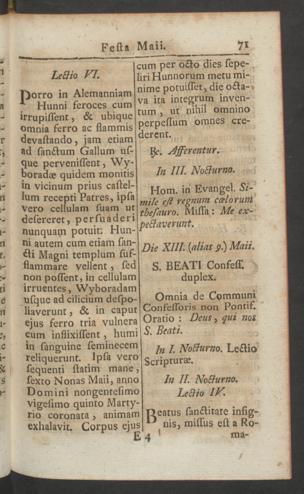 Festa Maii. 71
Lectio VI.
Porro in Alemanniam
Hunni feroces cum
irrupissent, & ubique
omnia ferro ac flammis
devastando, jam etiam
ad sanctum Gallum us-
que pervenissent, Wy-
boradæ quidem monitis
in vicinum prius castel-
lum recepti Patres, ipsa
vero cellulam suam ut
desereret, persuaderi
nunquam potuit. Hun-
ni autem cum etiam san-
cti Magni templum suf-
flammare vellent, sed
non possent, in cellulam
irruentes, Wyboradam
usque ad cilicium despo-
liaverunt, & in caput
ejus ferro tria vulnera
cum inflixissent, humi
in sanguine seminecem
reliquerunt. Ipsa vero
sequenti statim mane,
sexto Nonas Maii, anno
Domini nongentesimo
vigesimo quinto Marty-
rio coronata, animam
exhalavit. Corpus ejus
cum per octo dies sepe-
liri Hunnorum metu mi-
nime potuisset, die octa-
va ita integrum inven-
tum, ut nihil omnino
perpessum omnes cre-
derent.
℟. Afferentur.
In III. Nocturno.
Hom. in Evangel. Si-
mile est regnum cœlorum
thesauro. Missa: Me ex-
pectaverunt.
Die XIII. (alias 9.) Maii.
S. BEATI Confess.
duplex.
Omnia de Communi
Confessoris non Pontif.
Oratio: Deus, qui nos
S. Beati.
In I. Nocturno. Lectio
Scripturæ.
In II. Nocturno.
Lectio IV.
Beatus sanctitate insig-
nis, missus est a Ro-
E 4 ma-